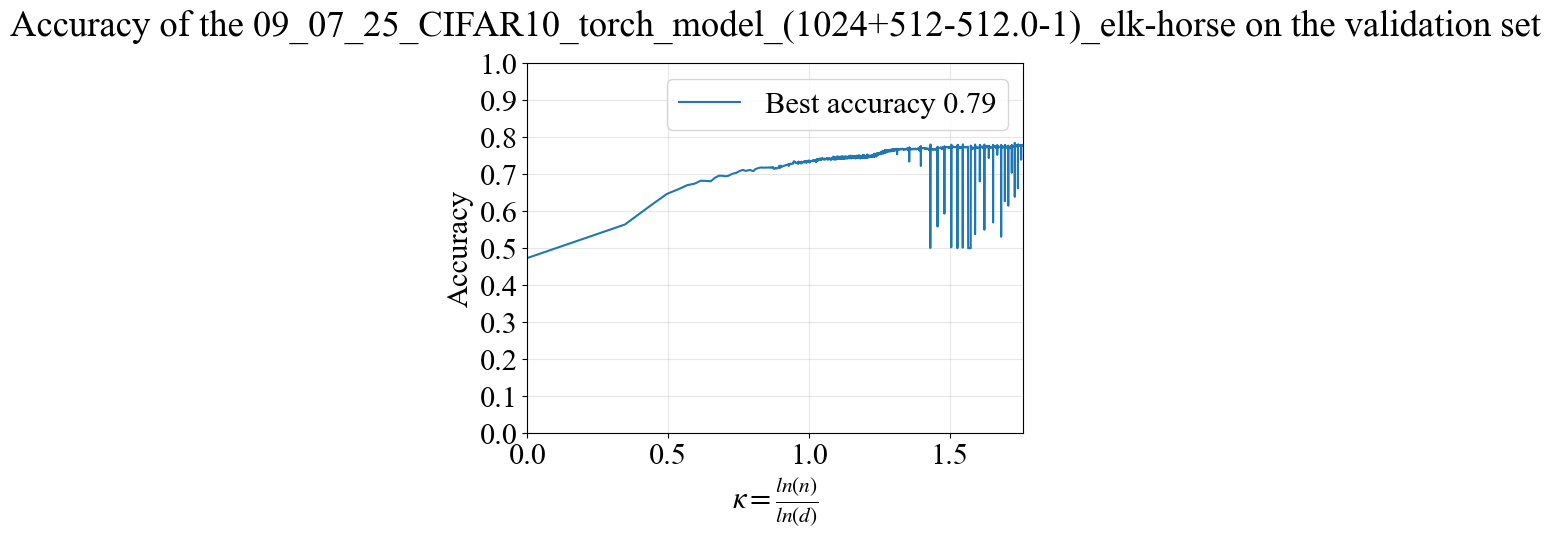 Accuracy of the 09_07_25_CIFAR10_torch_model_(1024+512-512.0-1)_elk-horse on the validation set
Best accuracy 0.79
Accuracy
1.0
0.9
0.8
0.7
0.6
0.5
0.4
0.3
0.2
0.1
0.0
0.0 0.5 1.0 1.5
κ = ln(n) / ln(d)